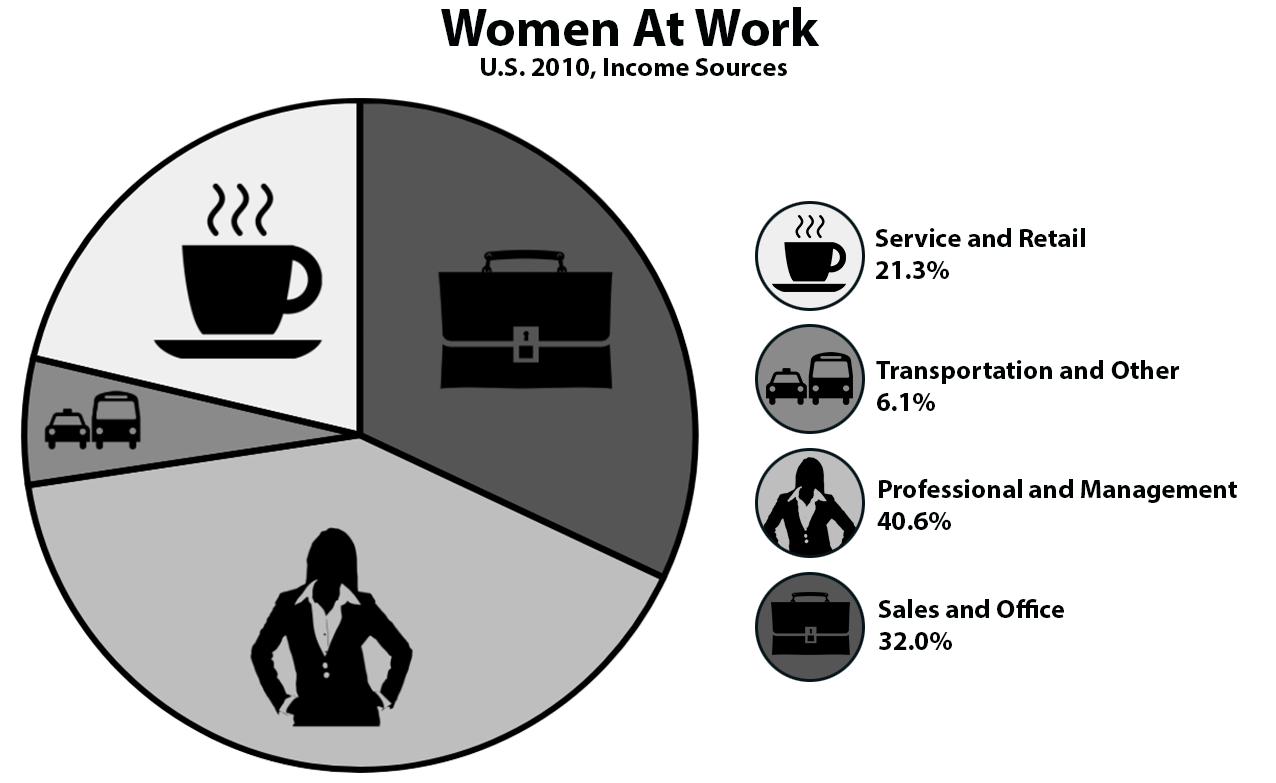 Women At Work
U.S. 2010, Income Sources
Service and Retail
21.3%
Transportation and Other
6.1%
Professional and Management
40.6%
Sales and Office
32.0%